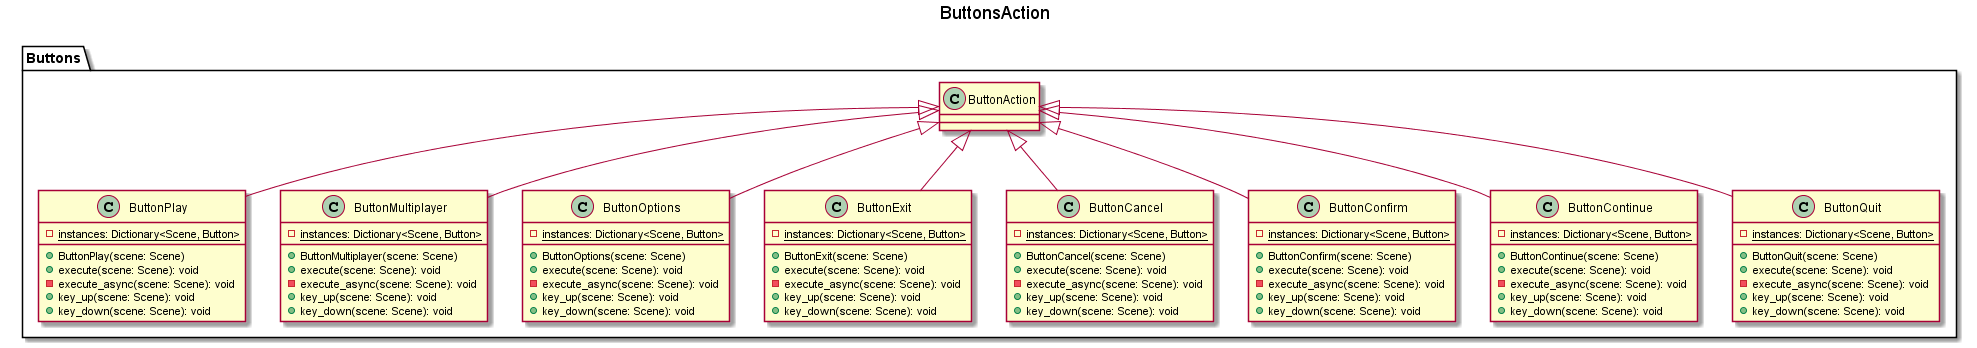 ButtonsAction
Buttons
C ButtonAction
C ButtonPlay
instances: Dictionary<Scene, Button>
ButtonPlay(scene: Scene)
execute(scene: Scene): void
execute_async(scene: Scene): void
key_up(scene: Scene): void
key_down(scene: Scene): void
C ButtonMultiplayer
instances: Dictionary<Scene, Button>
ButtonMultiplayer(scene: Scene)
execute(scene: Scene): void
execute_async(scene: Scene): void
key_up(scene: Scene): void
key_down(scene: Scene): void
C ButtonOptions
instances: Dictionary<Scene, Button>
ButtonOptions(scene: Scene)
execute(scene: Scene): void
execute_async(scene: Scene): void
key_up(scene: Scene): void
key_down(scene: Scene): void
C ButtonExit
instances: Dictionary<Scene, Button>
ButtonExit(scene: Scene)
execute(scene: Scene): void
execute_async(scene: Scene): void
key_up(scene: Scene): void
key_down(scene: Scene): void
C ButtonCancel
instances: Dictionary<Scene, Button>
ButtonCancel(scene: Scene)
execute(scene: Scene): void
execute_async(scene: Scene): void
key_up(scene: Scene): void
key_down(scene: Scene): void
C ButtonConfirm
instances: Dictionary<Scene, Button>
ButtonConfirm(scene: Scene)
execute(scene: Scene): void
execute_async(scene: Scene): void
key_up(scene: Scene): void
key_down(scene: Scene): void
C ButtonContinue
instances: Dictionary<Scene, Button>
ButtonContinue(scene: Scene)
execute(scene: Scene): void
execute_async(scene: Scene): void
key_up(scene: Scene): void
key_down(scene: Scene): void
C ButtonQuit
instances: Dictionary<Scene, Button>
ButtonQuit(scene: Scene)
execute(scene: Scene): void
execute_async(scene: Scene): void
key_up(scene: Scene): void
key_down(scene: Scene): void